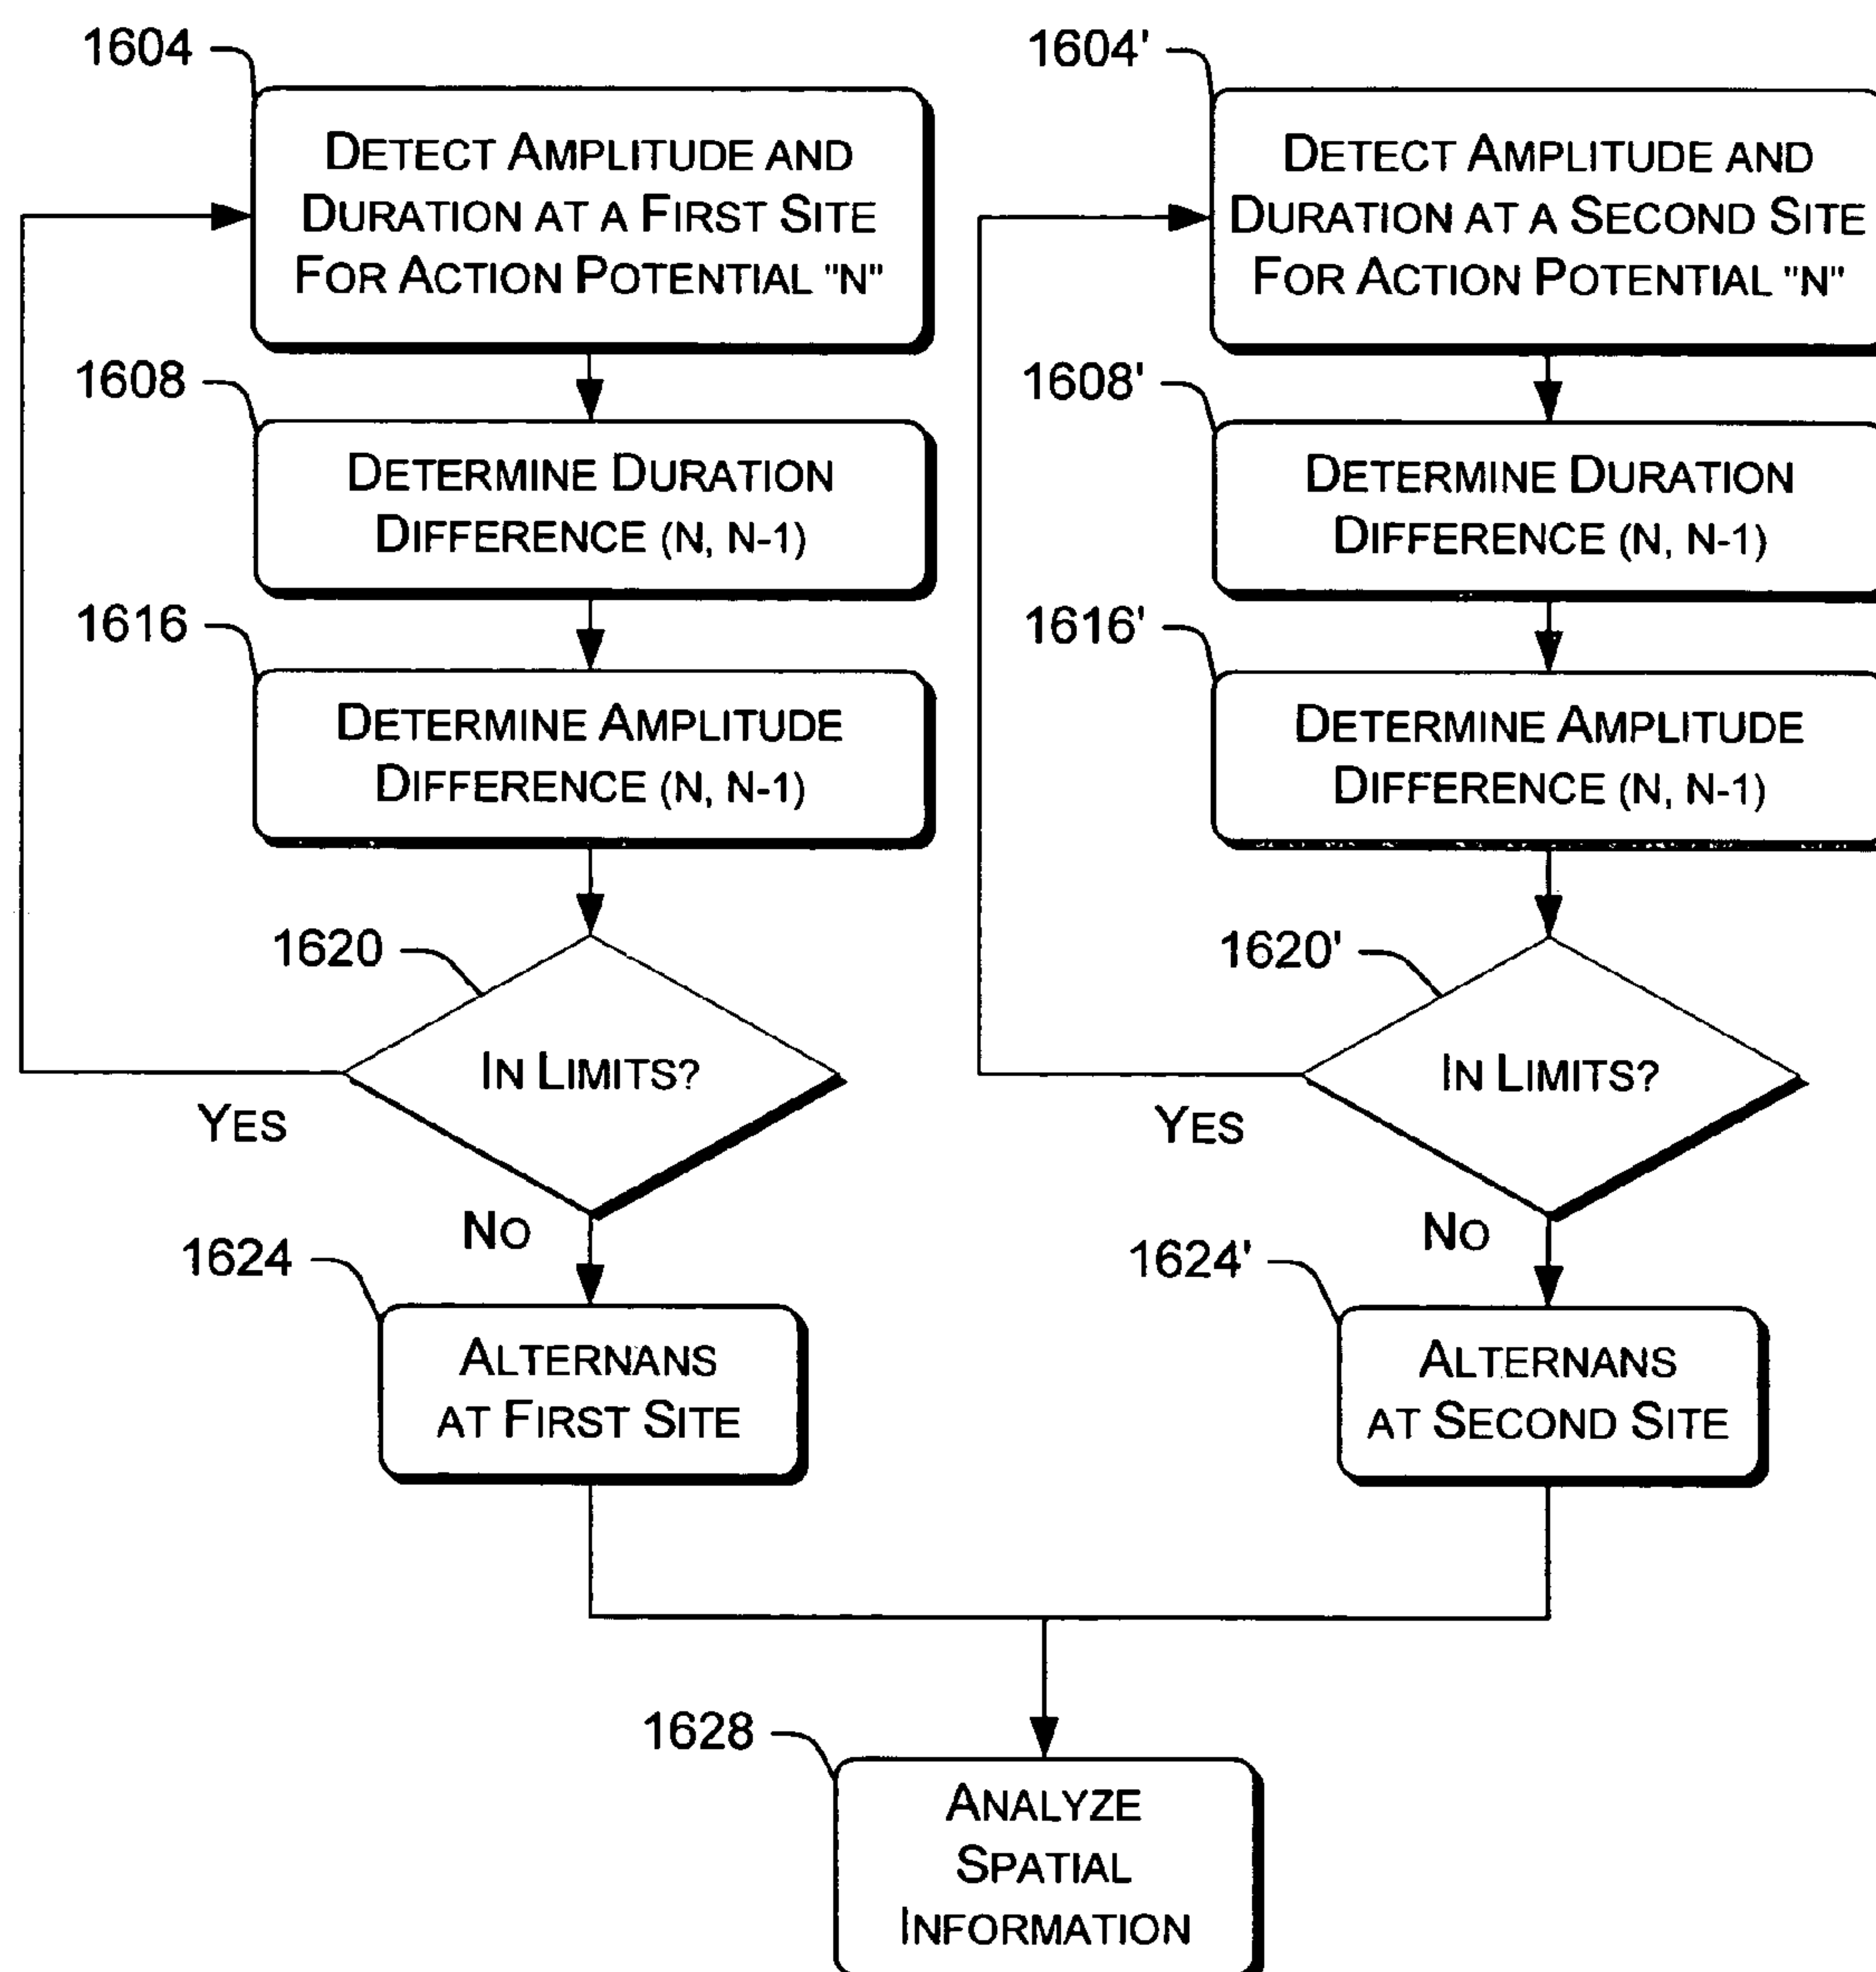 1604
DETECT AMPLITUDE AND
DURATION AT A FIRST SITE
FOR ACTION POTENTIAL "N"
1608
DETERMINE DURATION
DIFFERENCE (N, N-1)
1616
DETERMINE AMPLITUDE
DIFFERENCE (N, N-1)
1620
IN LIMITS?
YES
NO
1624
ALTERNANS
AT FIRST SITE
1604'
DETECT AMPLITUDE AND
DURATION AT A SECOND SITE
FOR ACTION POTENTIAL "N"
1608'
DETERMINE DURATION
DIFFERENCE (N, N-1)
1616'
DETERMINE AMPLITUDE
DIFFERENCE (N, N-1)
1620'
IN LIMITS?
YES
NO
1624'
ALTERNANS
AT SECOND SITE
1628
ANALYZE
SPATIAL
INFORMATION